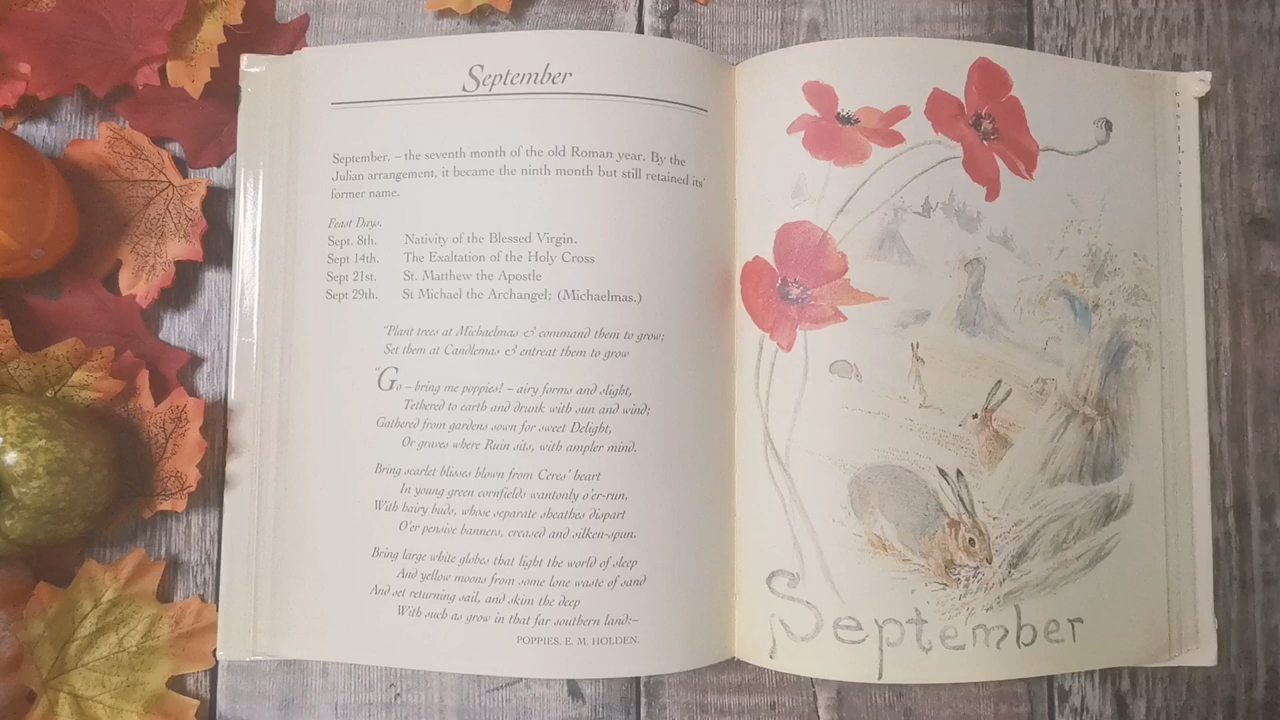 September
September, – the seventh month of the old Roman year. By the
Julian arrangement, it became the ninth month but still retained its'
former name.
Feast Days.
Sept. 8th. Nativity of the Blessed Virgin.
Sept 14th. The Exaltation of the Holy Cross
Sept 21st. St. Matthew the Apostle
Sept 29th. St Michael the Archangel; (Michaelmas.)
"Plant trees at Michaelmas & command them to grow;
Set them at Candlemas & entreat them to grow
"Go – bring me poppies! – airy forms and slight,
Tethered to earth and drunk with sun and wind;
Gathered from gardens sown for sweet Delight,
Or graves where Ruin sits, with ampler mind.
Bring scarlet blisses blown from Ceres' heart
In young green cornfields wantonly o'er-run,
With hairy buds, whose separate sheathes dispart
O'er pensive banners, creased and silken-spun.
Bring large white globes that light the world of sleep
And yellow moons from some lone waste of sand
And set returning sail, and skim the deep
With such as grow in that far southern land:–
POPPIES. E. M. HOLDEN.
September